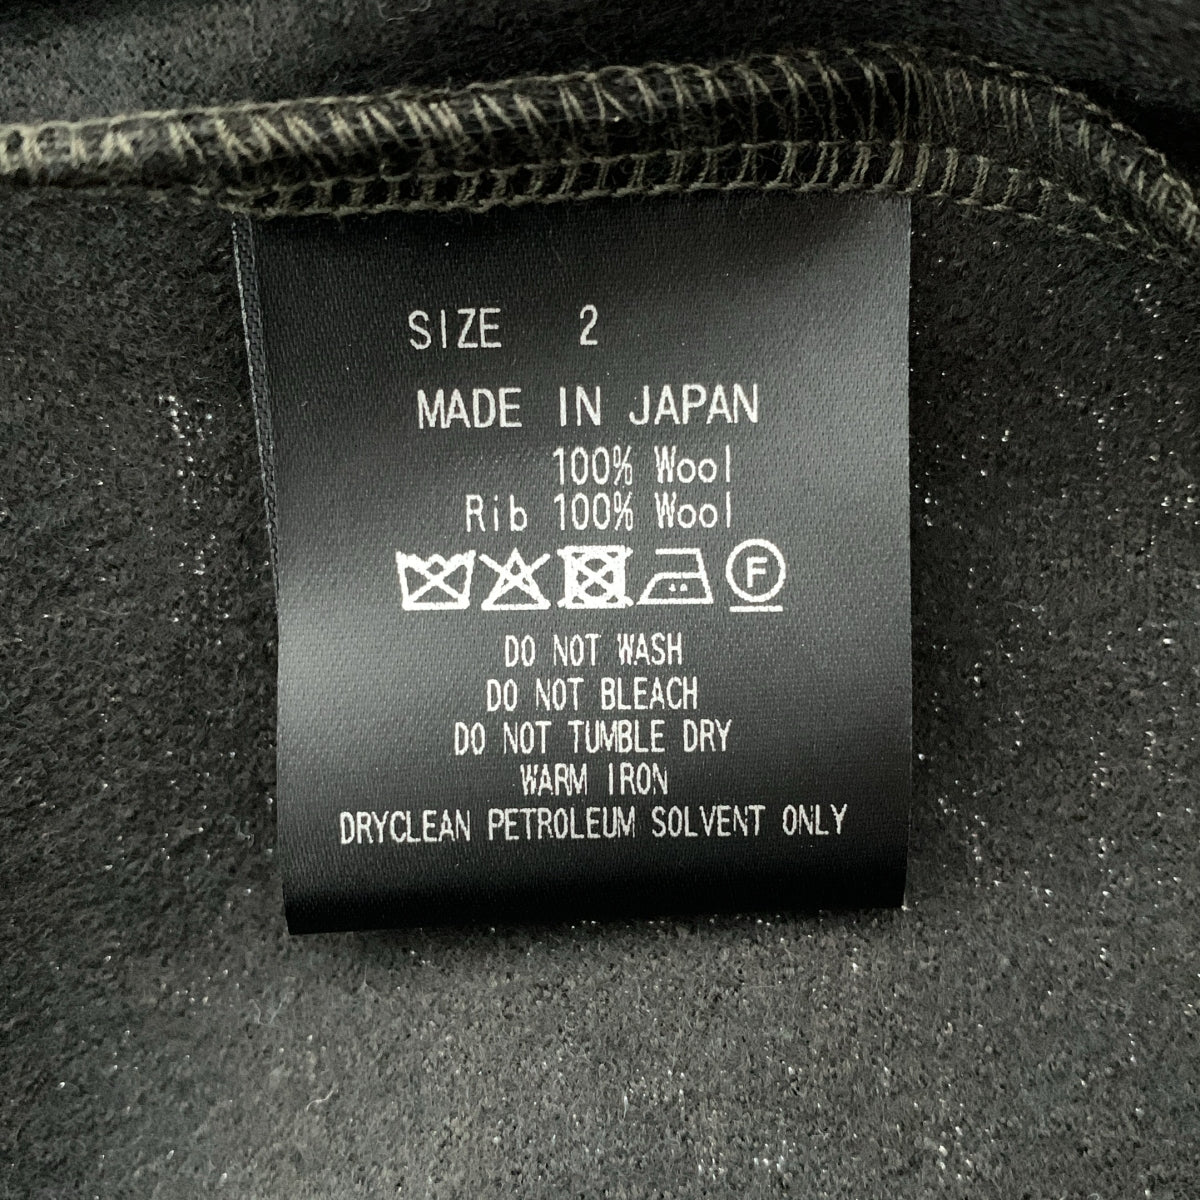 SIZE 2
MADE IN JAPAN
100% Wool
Rib 100% Wool
F
DO NOT WASH
DO NOT BLEACH
DO NOT TUMBLE DRY
WARM IRON
DRYCLEAN PETROLEUM SOLVENT ONLY